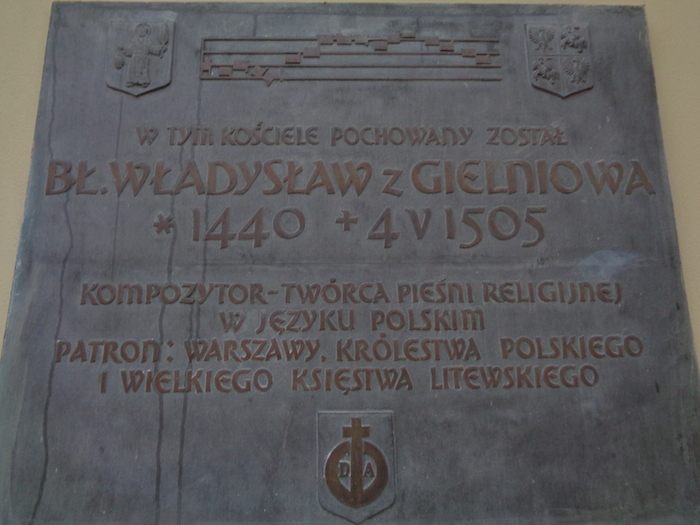 W TYM KOŚCIELE POCHOWANY ZOSTAŁ
BŁ. WŁADYSŁAW z GIELNIOWA
* 1440 + 4 V 1505
KOMPOZYTOR-TWÓRCA PIEŚNI RELIGIJNEJ
W JĘZYKU POLSKIM
PATRON: WARSZAWY, KRÓLESTWA POLSKIEGO
I WIELKIEGO KSIĘSTWA LITEWSKIEGO
D A